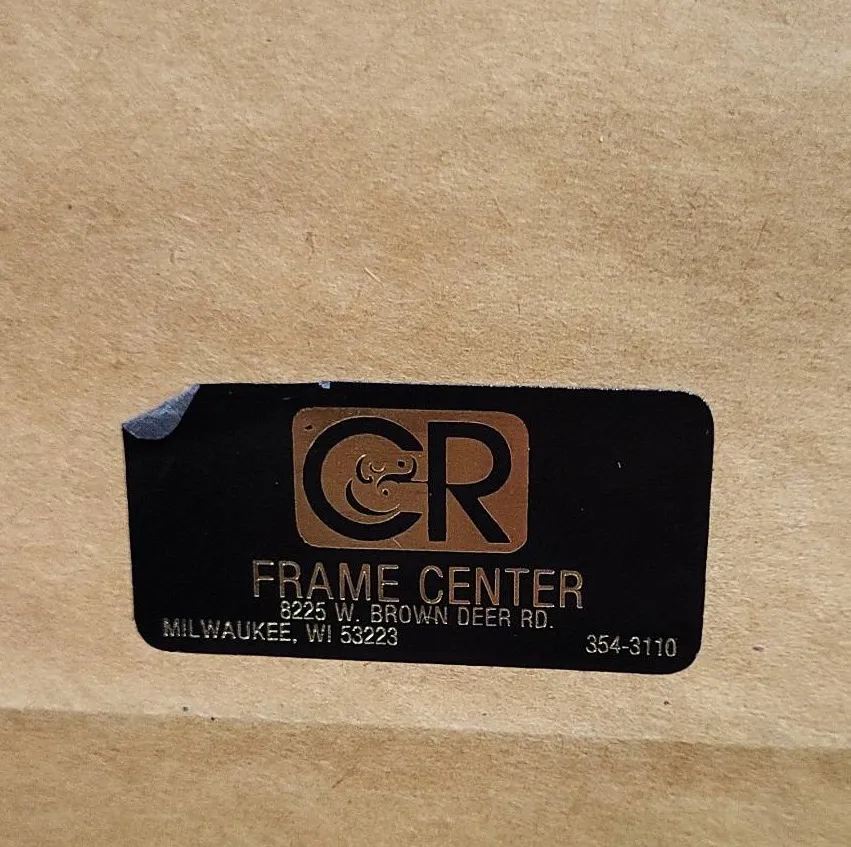 C&R
FRAME CENTER
8225 W. BROWN DEER RD.
MILWAUKEE, WI 53223
354-3110